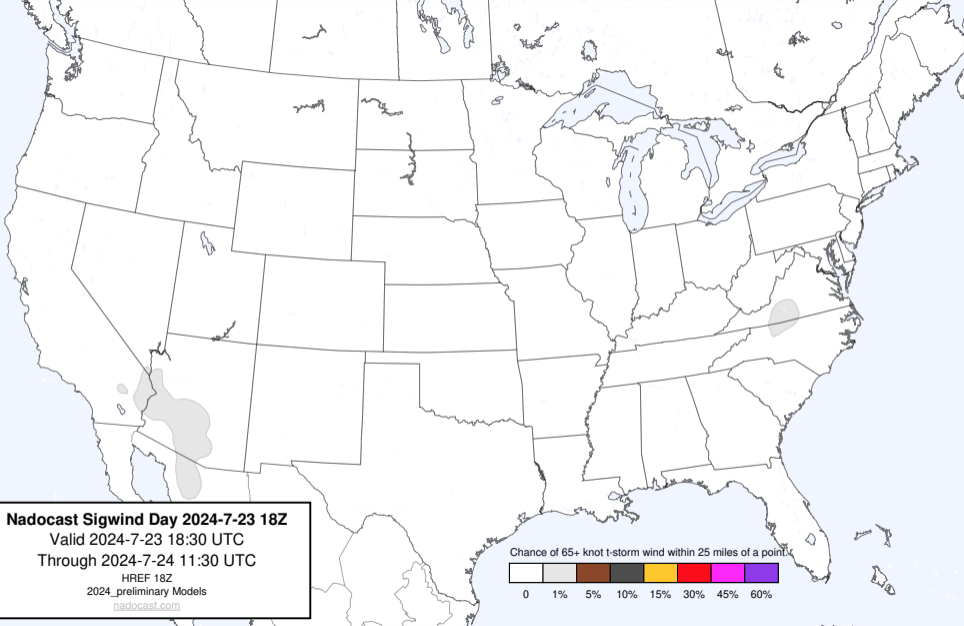 Nadocast Sigwind Day 2024-7-23 18Z
Valid 2024-7-23 18:30 UTC
Through 2024-7-24 11:30 UTC
HREF 18Z
2024_preliminary Models
nadocast.com
Chance of 65+ knot t-storm wind within 25 miles of a point.
0 1% 5% 10% 15% 30% 45% 60%